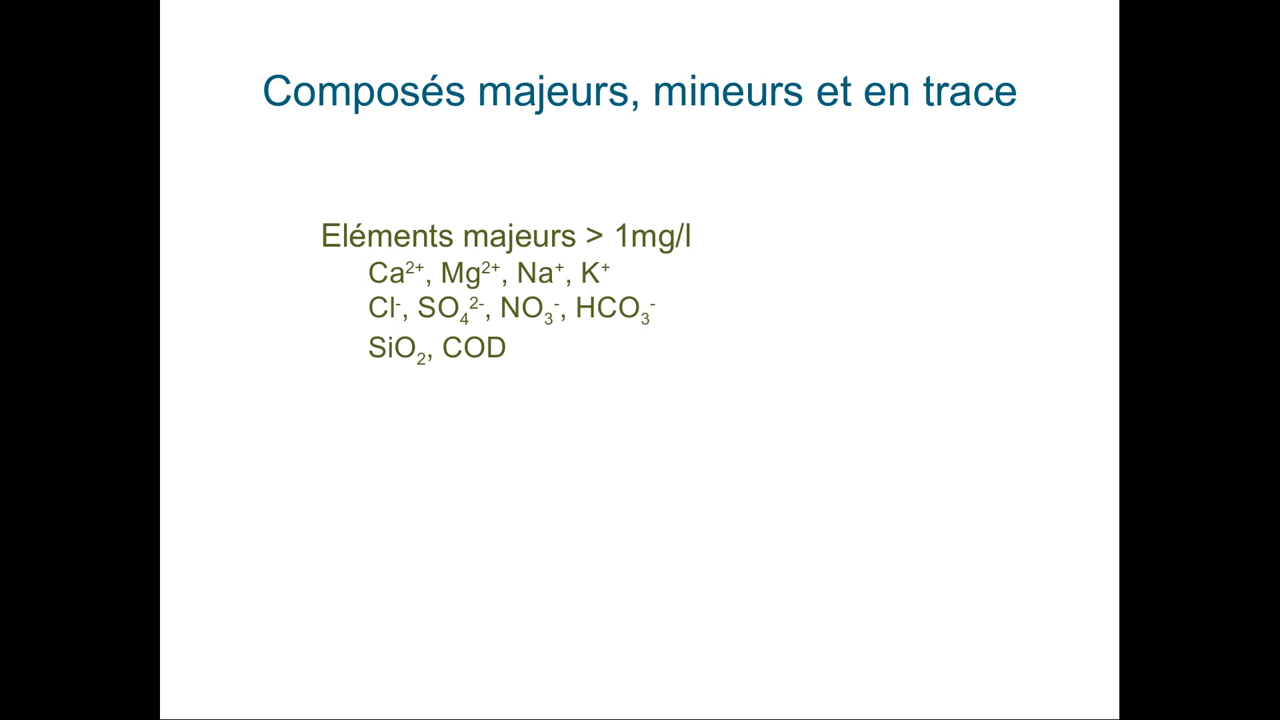 Composés majeurs, mineurs et en trace
Eléments majeurs > 1mg/l
Ca²⁺, Mg²⁺, Na⁺, K⁺
Cl⁻, SO₄²⁻, NO₃⁻, HCO₃⁻
SiO₂, COD